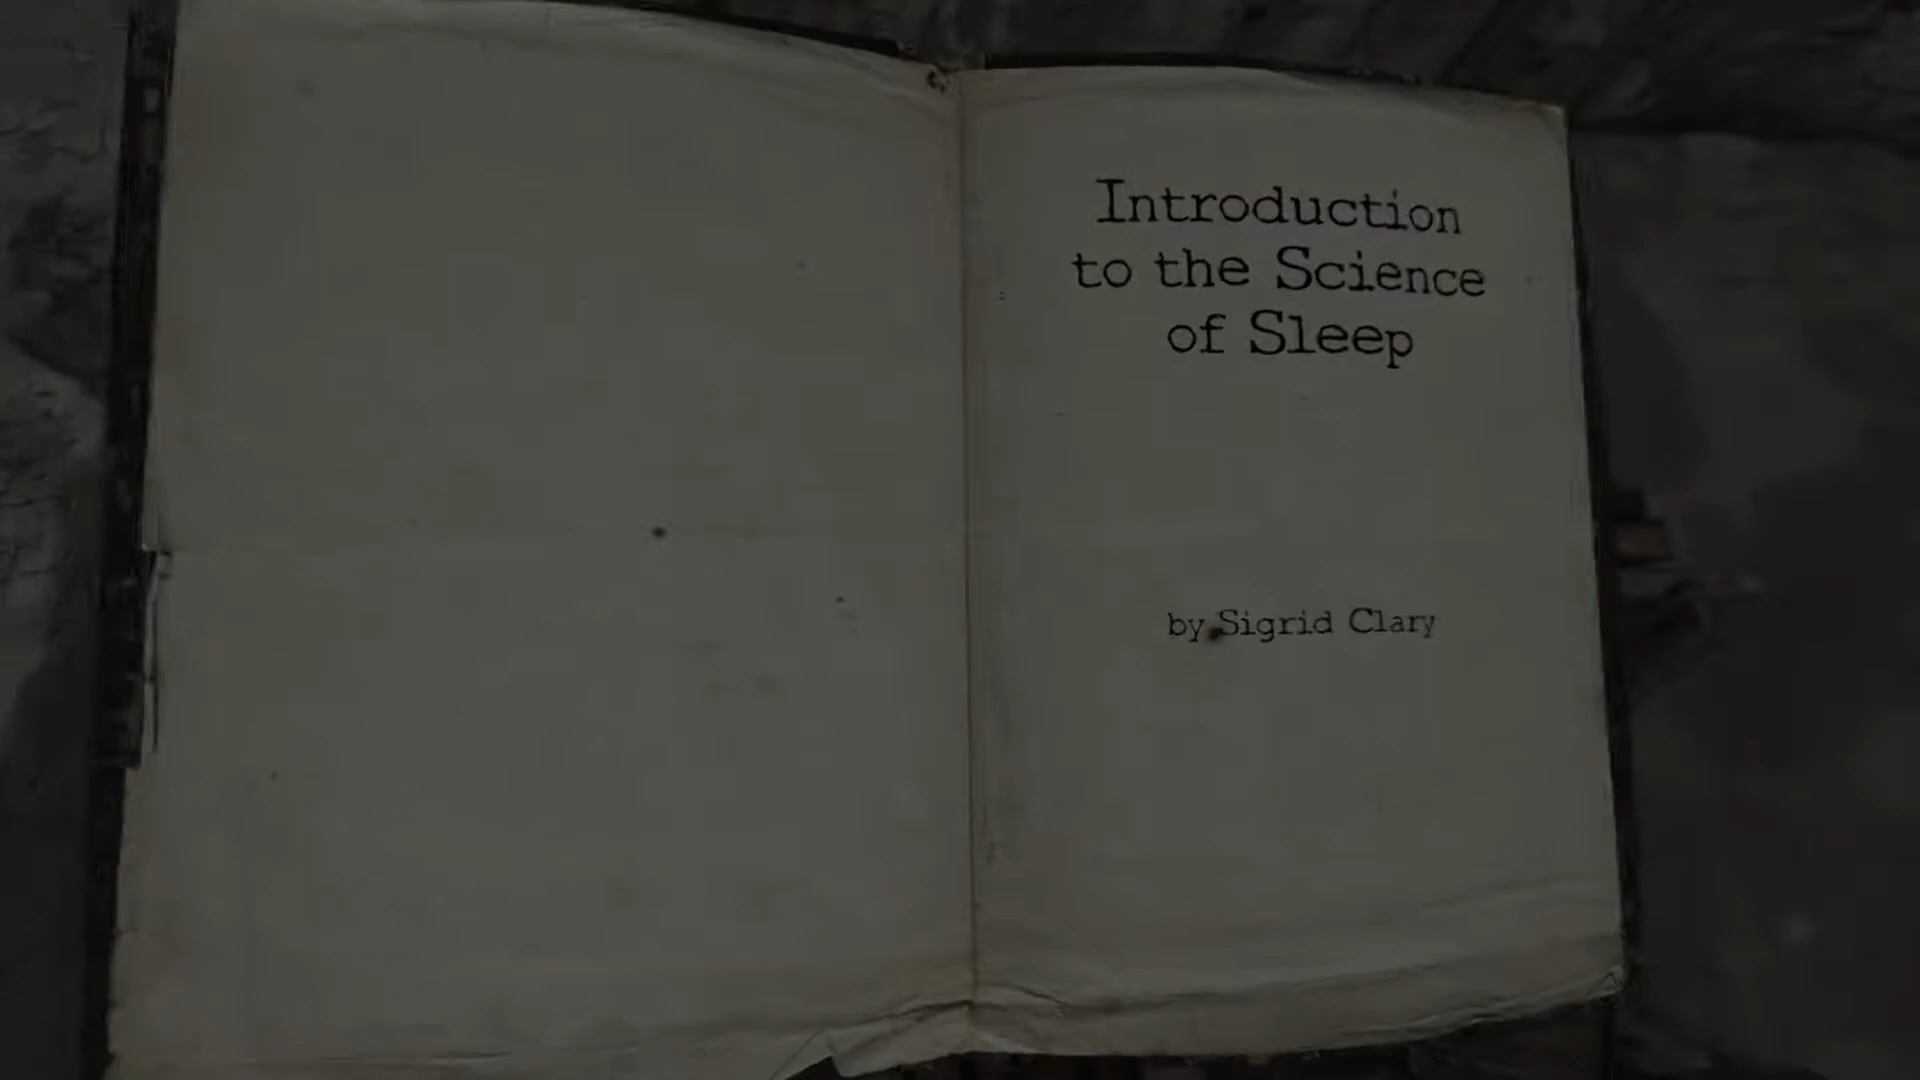 Introduction
to the Science
of Sleep
by Sigrid Clary